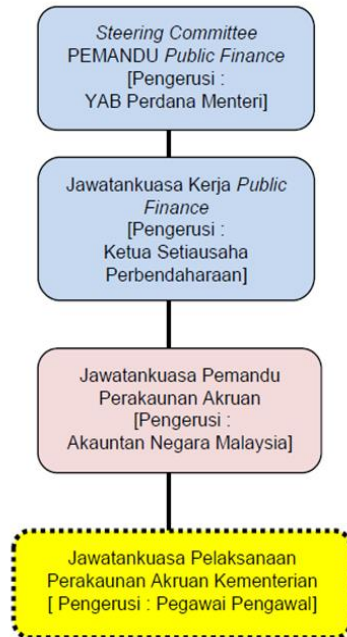 Steering Committee
PEMANDU Public Finance
[Pengerusi :
YAB Perdana Menteri]
Jawatankuasa Kerja Public
Finance
[Pengerusi :
Ketua Setiausaha
Perbendaharaan]
Jawatankuasa Pemandu
Perakaunan Akruan
[Pengerusi :
Akauntan Negara Malaysia]
Jawatankuasa Pelaksanaan
Perakaunan Akruan Kementerian
[ Pengerusi : Pegawai Pengawal]